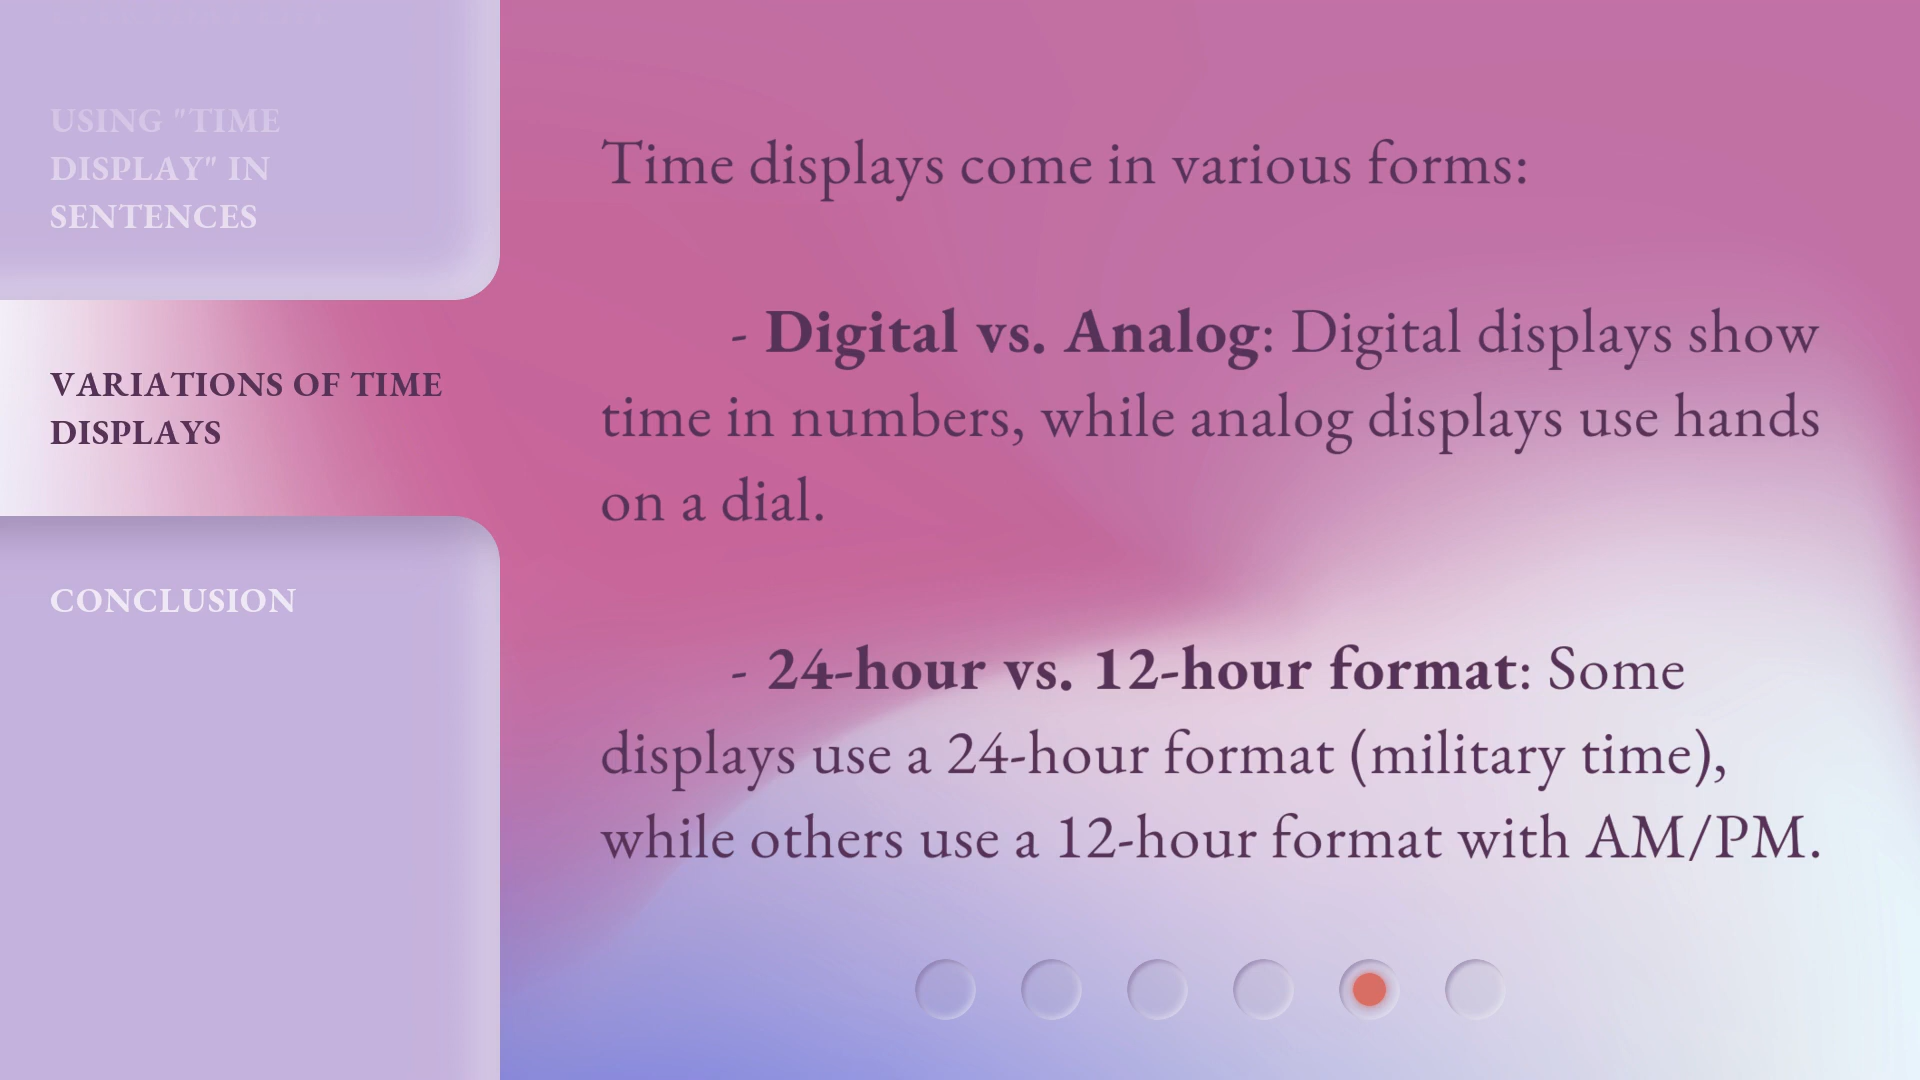 USING "TIME
DISPLAY" IN
SENTENCES
VARIATIONS OF TIME
DISPLAYS
CONCLUSION
Time displays come in various forms:
- Digital vs. Analog: Digital displays show
time in numbers, while analog displays use hands
on a dial.
- 24-hour vs. 12-hour format: Some
displays use a 24-hour format (military time),
while others use a 12-hour format with AM/PM.